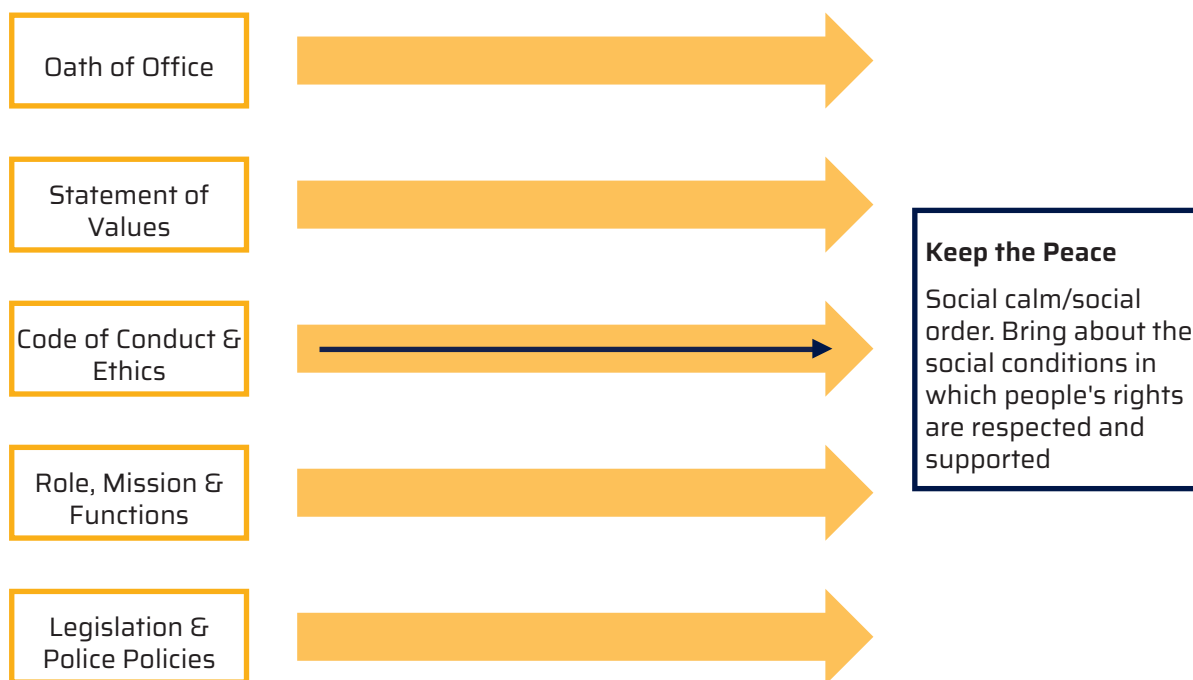 Oath of Office
Statement of
Values
Code of Conduct &
Ethics
Role, Mission &
Functions
Legislation &
Police Policies
Keep the Peace
Social calm/social
order. Bring about the
social conditions in
which people's rights
are respected and
supported